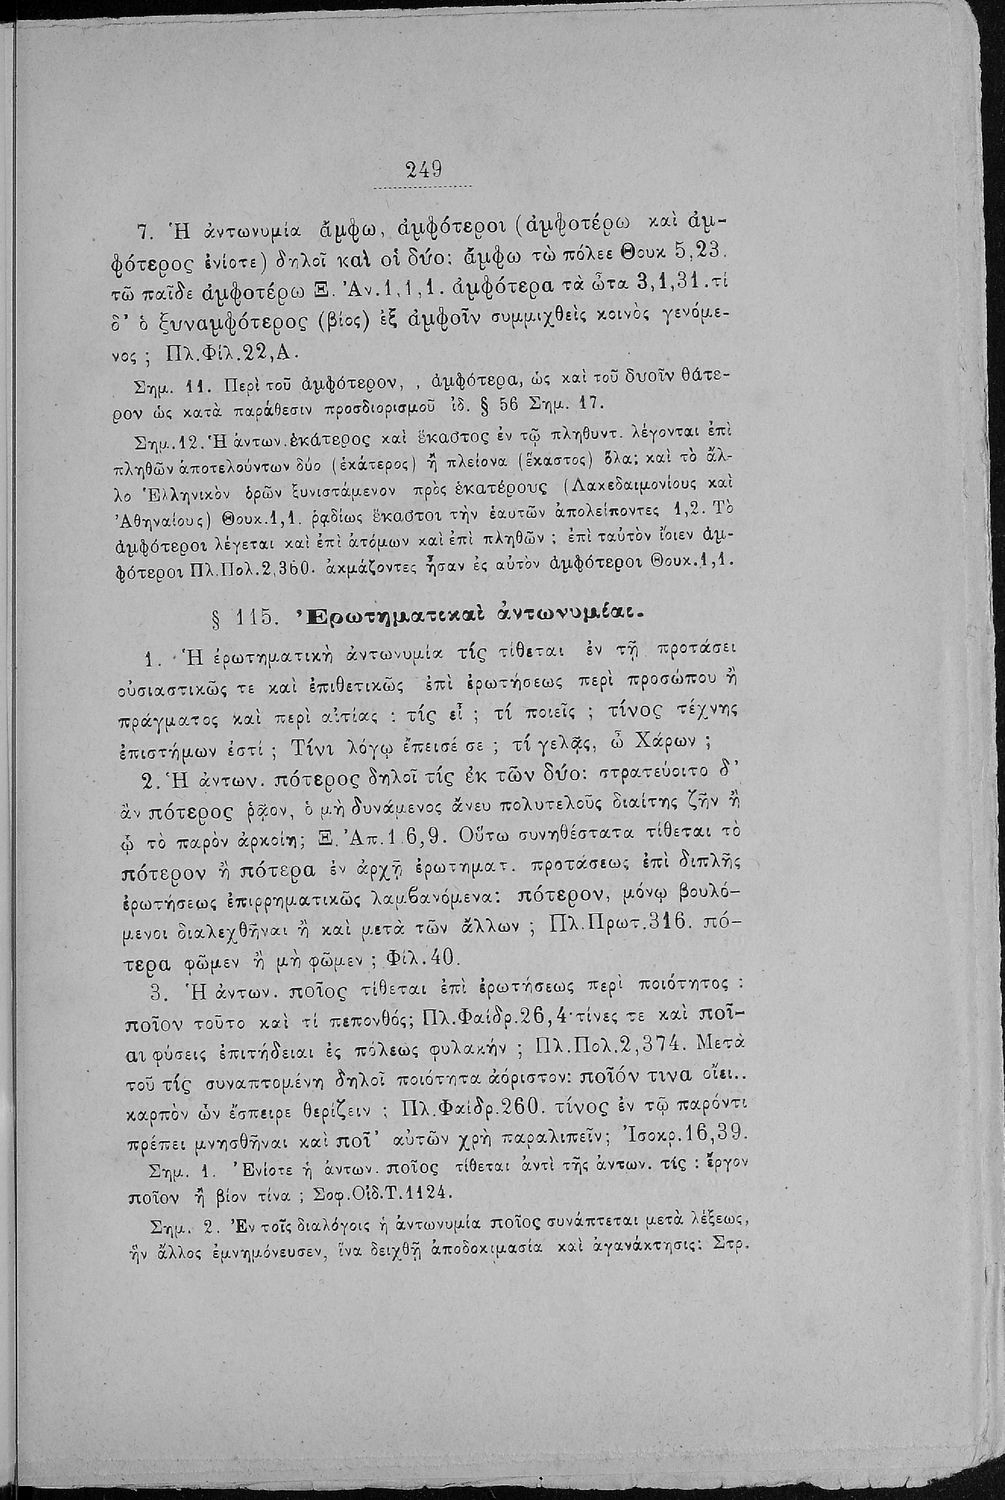 249
7. Ἡ ἀντωνυμία ἄμφω, ἀμφότεροι (ἀμφοτέρω καὶ ἀμ-
φότερος ἐνίοτε) δηλοῖ καὶ οἱ δύο: ἄμφω τὼ πόλεε Θουκ 5,23.
τῶ παῖδε ἀμφοτέρω Ξ. Ἀν.1,1,1. ἀμφότερα τὰ ὦτα 3,1,31.τί
δ’ ὁ ξυναμφότερος (βίος) ἐξ ἀμφοῖν συμμιχθεὶς κοινὸς γενόμε-
νος ; Πλ.Φίλ.22,Α.
Σημ. 11. Περὶ τοῦ ἀμφότερον, , ἀμφότερα, ὡς καὶ τοῦ δυοῖν θάτε-
ρον ὡς κατὰ παράθεσιν προσδιορισμοῦ ἰδ. § 56 Σημ. 17.
Σημ.12. Ἡ ἀντων.ἑκάτερος καὶ ἕκαστος ἐν τῷ πληθυντ. λέγονται ἐπὶ
πληθῶν ἀποτελούντων δύο (ἑκάτερος) ἢ πλείονα (ἕκαστος) ὅλα; καὶ τὸ ἄλ-
λο Ἑλληνικὸν ὁρῶν ξυνιστάμενον πρὸς ἑκατέρους (Λακεδαιμονίους καὶ
Ἀθηναίους) Θουκ.1,1. ῥᾳδίως ἕκαστοι τὴν ἑαυτῶν ἀπολείποντες 1,2. Τὸ
ἀμφότεροι λέγεται καὶ ἐπὶ ἀτόμων καὶ ἐπὶ πληθῶν ; ἐπὶ ταὐτὸν ἴοιεν ἀμ-
φότεροι Πλ.Πολ.2,360. ἀκμάζοντες ἦσαν ἐς αὐτὸν ἀμφότεροι Θουκ.1,1.
§ 115. Ἐρωτηματικαὶ ἀντωνυμίαι.
1. Ἡ ἐρωτηματικὴ ἀντωνυμία τίς τίθεται ἐν τῇ προτάσει
οὐσιαστικῶς τε καὶ ἐπιθετικῶς ἐπὶ ἐρωτήσεως περὶ προσώπου ἢ
πράγματος καὶ περὶ αἰτίας : τίς εἶ ; τί ποιεῖς ; τίνος τέχνης
ἐπιστήμων ἐστί ; Τίνι λόγῳ ἔπεισέ σε ; τί γελᾷς, ὦ Χάρων ;
2. Ἡ ἀντων. πότερος δηλοῖ τίς ἐκ τῶν δύο: στρατεύοιτο δ’
ἂν πότερος ῥᾷον, ὁ μὴ δυνάμενος ἄνευ πολυτελοῦς διαίτης ζῆν ἢ
ᾧ τὸ παρὸν ἀρκοίη; Ξ. Ἀπ.1 6,9. Οὕτω συνηθέστατα τίθεται τὸ
πότερον ἢ πότερα ἐν ἀρχῇ ἐρωτηματ. προτάσεως ἐπὶ διπλῆς
ἐρωτήσεως ἐπιρρηματικῶς λαμβανόμενα: πότερον, μόνῳ βουλό-
μενοι διαλεχθῆναι ἢ καὶ μετὰ τῶν ἄλλων ; Πλ.Πρωτ.316. πό-
τερα φῶμεν ἢ μὴ φῶμεν ; Φίλ.40.
3. Ἡ ἀντων. ποῖος τίθεται ἐπὶ ἐρωτήσεως περὶ ποιότητος :
ποῖον τοῦτο καὶ τί πεπονθός; Πλ.Φαίδρ.26,4·τίνες τε καὶ ποῖ-
αι φύσεις ἐπιτήδειαι ἐς πόλεως φυλακήν ; Πλ.Πολ.2,374. Μετὰ
τοῦ τίς συναπτομένη δηλοῖ ποιότητα ἀόριστον: ποῖόν τινα οἴει..
καρπὸν ὧν ἔσπειρε θερίζειν ; Πλ.Φαίδρ.260. τίνος ἐν τῷ παρόντι
πρέπει μνησθῆναι καὶ ποῖ’ αὐτῶν χρὴ παραλιπεῖν; Ἰσοκρ.16,39.
Σημ. 1. Ἐνίοτε ἡ ἀντων. ποῖος τίθεται ἀντὶ τῆς ἀντων. τίς : ἔργον
ποῖον ἢ βίον τίνα ; Σοφ.Οἰδ.Τ.1124.
Σημ. 2. Ἐν τοῖς διαλόγοις ἡ ἀντωνυμία ποῖος συνάπτεται μετὰ λέξεως,
ἣν ἄλλος ἐμνημόνευσεν, ἵνα δειχθῇ ἀποδοκιμασία καὶ ἀγανάκτησις: Στρ.